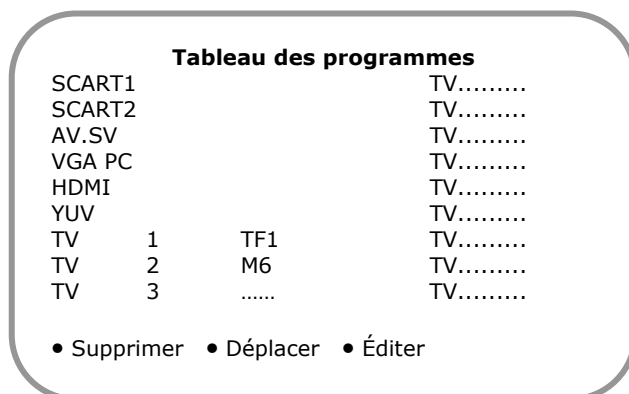 Tableau des programmes
SCART1 TV.........
SCART2 TV.........
AV.SV TV.........
VGA PC TV.........
HDMI TV.........
YUV TV.........
TV 1 TF1 TV.........
TV 2 M6 TV.........
TV 3 ...... TV.........
• Supprimer • Déplacer • Éditer